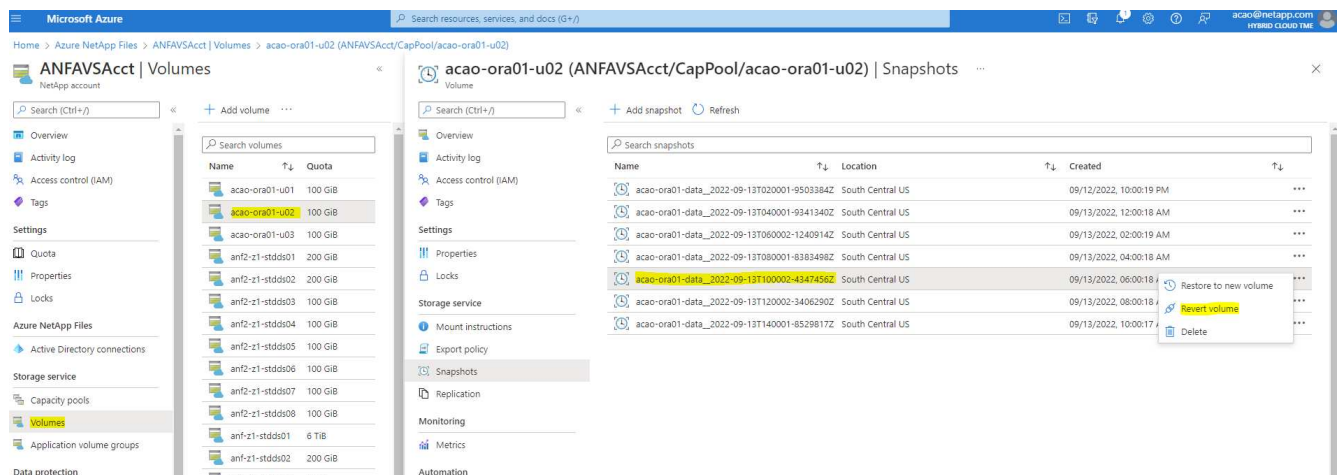 Microsoft Azure
Search resources, services, and docs (G+/)
acao@netapp.com
HYBRID CLOUD TME
Home > Azure NetApp Files > ANFAVSAcct | Volumes > acao-ora01-u02 (ANFAVSAcct/CapPool/acao-ora01-u02)
ANFAVSAcct | Volumes
NetApp account
Search (Ctrl+/)
Overview
Activity log
Access control (IAM)
Tags
Settings
Quota
Properties
Locks
Azure NetApp Files
Active Directory connections
Storage service
Capacity pools
Volumes
Application volume groups
Data protection
+ Add volume ...
Search volumes
Name ↑↓ Quota
acao-ora01-u01 100 GiB
acao-ora01-u02 100 GiB
acao-ora01-u03 100 GiB
anf2-z1-stdds01 200 GiB
anf2-z1-stdds02 200 GiB
anf2-z1-stdds03 100 GiB
anf2-z1-stdds04 100 GiB
anf2-z1-stdds05 100 GiB
anf2-z1-stdds06 100 GiB
anf2-z1-stdds07 100 GiB
anf2-z1-stdds08 100 GiB
anf-z1-stdds01 6 TiB
anf-z1-stdds02 200 GiB
acao-ora01-u02 (ANFAVSAcct/CapPool/acao-ora01-u02) | Snapshots ...
Volume
Search (Ctrl+/)
Overview
Activity log
Access control (IAM)
Tags
Settings
Properties
Locks
Storage service
Mount instructions
Export policy
Snapshots
Replication
Monitoring
Metrics
Automation
+ Add snapshot Refresh
Search snapshots
Name ↑↓ Location ↑↓ Created ↑↓
acao-ora01-data__2022-09-13T020001-9503384Z South Central US 09/12/2022, 10:00:19 PM ...
acao-ora01-data__2022-09-13T040001-9341340Z South Central US 09/13/2022, 12:00:18 AM ...
acao-ora01-data__2022-09-13T060002-1240914Z South Central US 09/13/2022, 02:00:19 AM ...
acao-ora01-data__2022-09-13T080001-8383498Z South Central US 09/13/2022, 04:00:18 AM ...
acao-ora01-data__2022-09-13T100002-4347456Z South Central US 09/13/2022, 06:00:18 ...
acao-ora01-data__2022-09-13T120002-3406290Z South Central US 09/13/2022, 08:00:18 ...
acao-ora01-data__2022-09-13T140001-8529817Z South Central US 09/13/2022, 10:00:17 ...
Restore to new volume
Revert volume
Delete